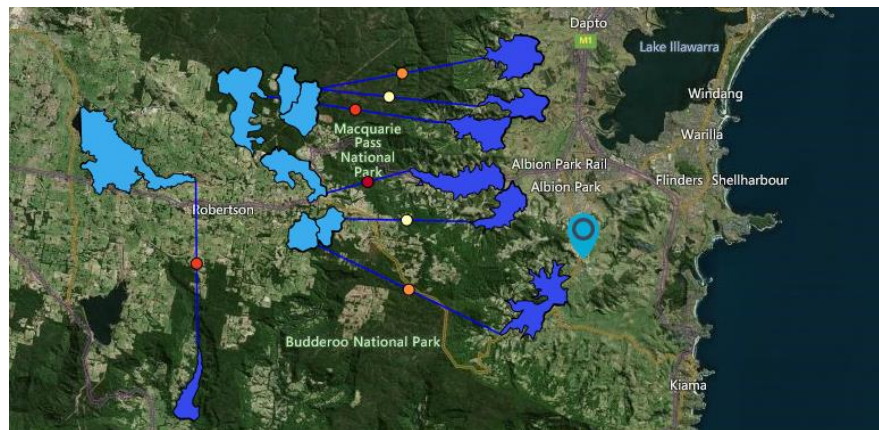 Dapto
M1
Lake Illawarra
Windang
Warilla
Macquarie
Pass
National
Park
Albion Park Rail
Albion Park
Flinders
Shellharbour
Robertson
Budderoo National Park
Kiama